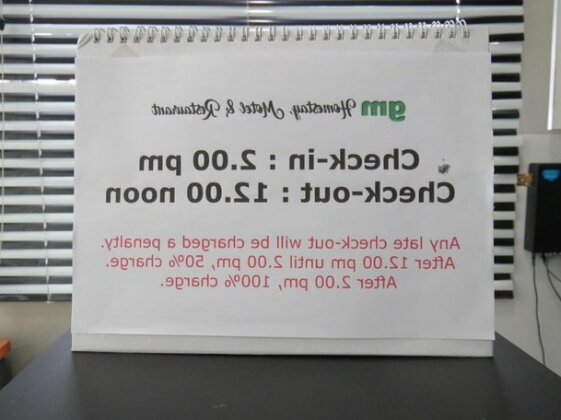 gm Homestay, Motel & Restaurant
Check-in : 2.00 pm
Check-out : 12.00 noon
Any late check-out will be charged a penalty.
After 12.00 pm until 2.00 pm, 50% charge.
After 2.00 pm, 100% charge.